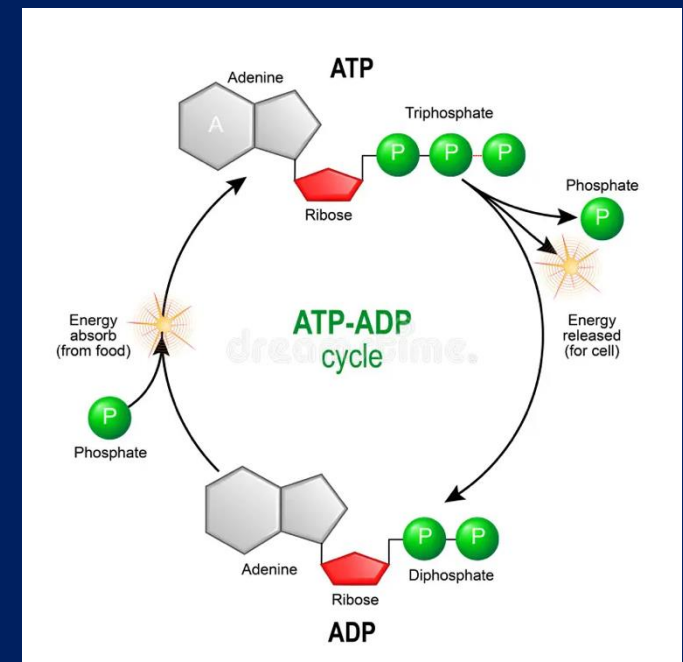 ATP
Adenine
A
Triphosphate
P P P
Ribose
Phosphate
P
Energy
absorb
(from food)
ATP-ADP
cycle
dreamstime.
Energy
released
(for cell)
P
Phosphate
P P
Adenine
Diphosphate
Ribose
ADP